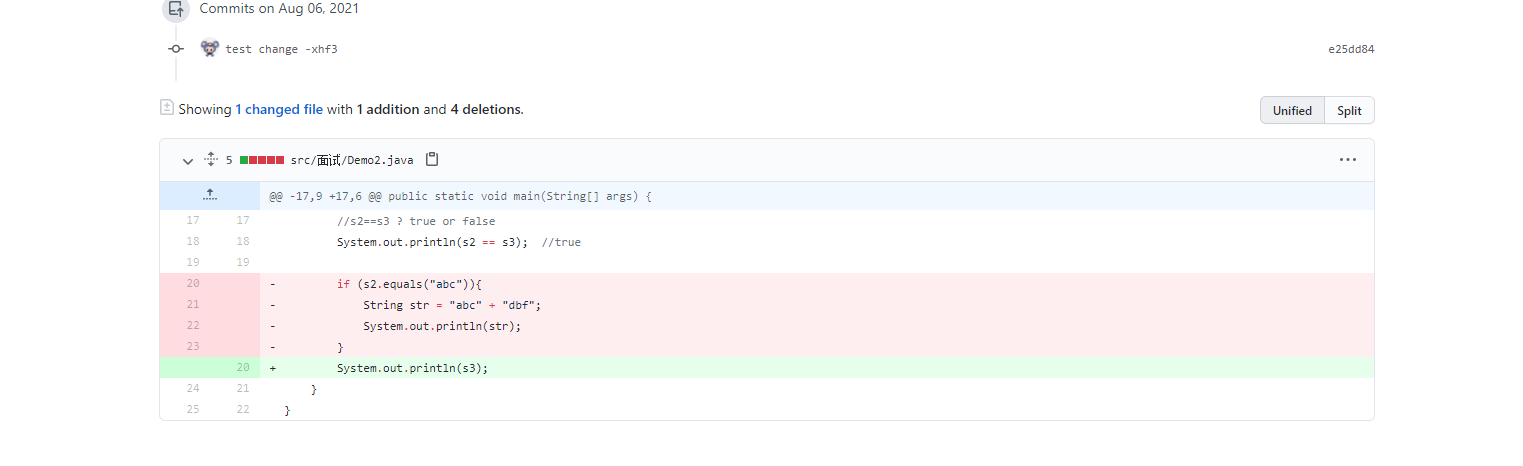 Commits on Aug 06, 2021
test change -xhf3 e25dd84
Showing 1 changed file with 1 addition and 4 deletions. Unified Split
5 src/面试/Demo2.java
@@ -17,9 +17,6 @@ public static void main(String[] args) {
17 17 //s2==s3 ? true or false
18 18 System.out.println(s2 == s3); //true
19 19
20 - if (s2.equals("abc")){
21 - String str = "abc" + "dbf";
22 - System.out.println(str);
23 - }
20 + System.out.println(s3);
24 21 }
25 22 }